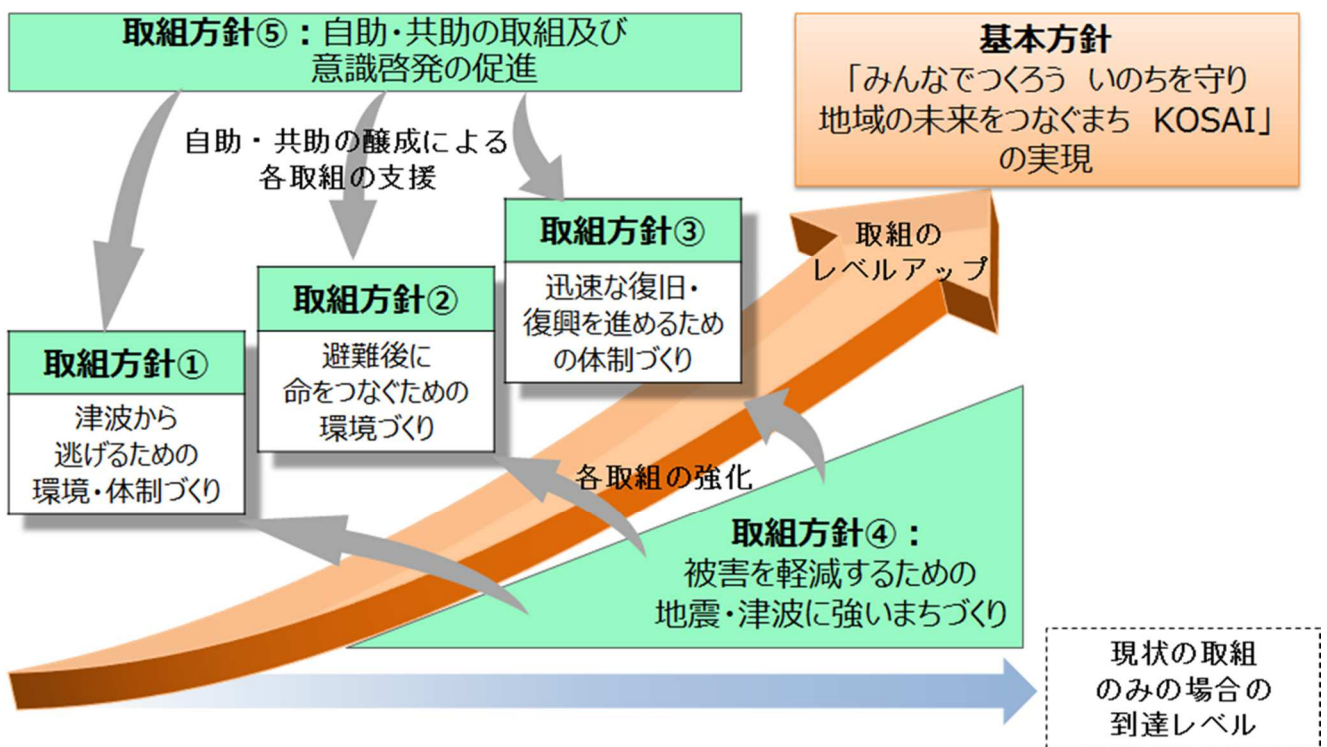 取組方針⑤：自助・共助の取組及び
意識啓発の促進
基本方針
「みんなでつくろう いのちを守り
地域の未来をつなぐまち KOSAI」
の実現
自助・共助の醸成による
各取組の支援
取組方針①
津波から
逃げるための
環境・体制づくり
取組方針②
避難後に
命をつなぐための
環境づくり
取組方針③
迅速な復旧・
復興を進めるため
の体制づくり
取組の
レベルアップ
各取組の強化
取組方針④：
被害を軽減するための
地震・津波に強いまちづくり
現状の取組
のみの場合の
到達レベル